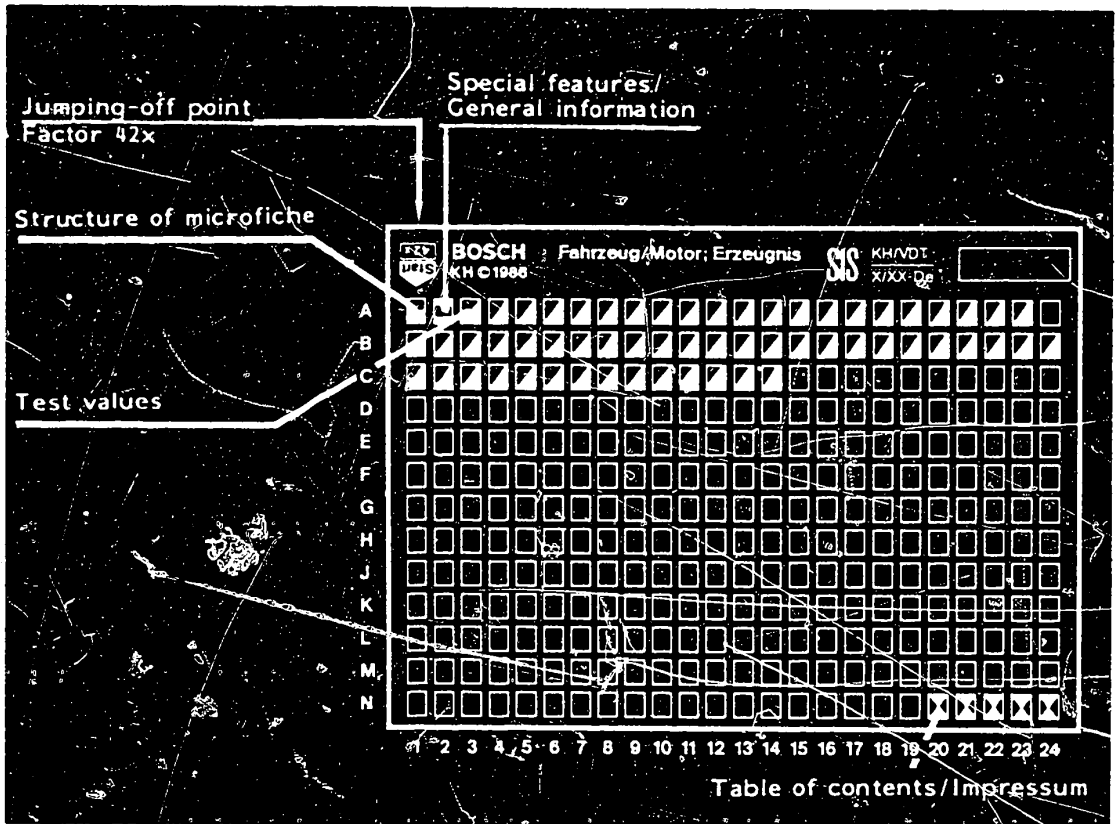 Special features/
General information
Jumping-off point
Factor 42x
Structure of microfiche
Start
42x
BOSCH
KH © 1986
Fahrzeug/Motor; Erzeugnis
SIS
KH/VDT
X/XX-De
A
B
C
Test values
D
E
F
G
H
J
K
L
M
N
1 2 3 4 5 6 7 8 9 10 11 12 13 14 15 16 17 18 19 20 21 22 23 24
Table of contents/Impressum